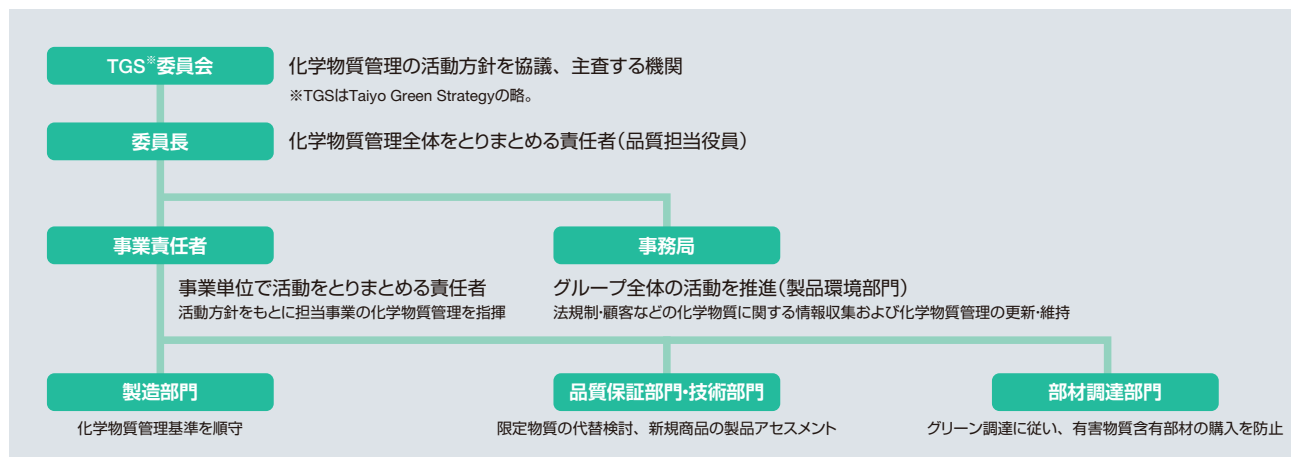 TGS※委員会
化学物質管理の活動方針を協議、主査する機関
※TGSはTaiyo Green Strategyの略。
委員長
化学物質管理全体をとりまとめる責任者(品質担当役員)
事業責任者
事務局
事業単位で活動をとりまとめる責任者
活動方針をもとに担当事業の化学物質管理を指揮
グループ全体の活動を推進(製品環境部門)
法規制・顧客などの化学物質に関する情報収集および化学物質管理の更新・維持
製造部門
品質保証部門・技術部門
部材調達部門
化学物質管理基準を順守
限定物質の代替検討、新規商品の製品アセスメント
グリーン調達に従い、有害物質含有部材の購入を防止